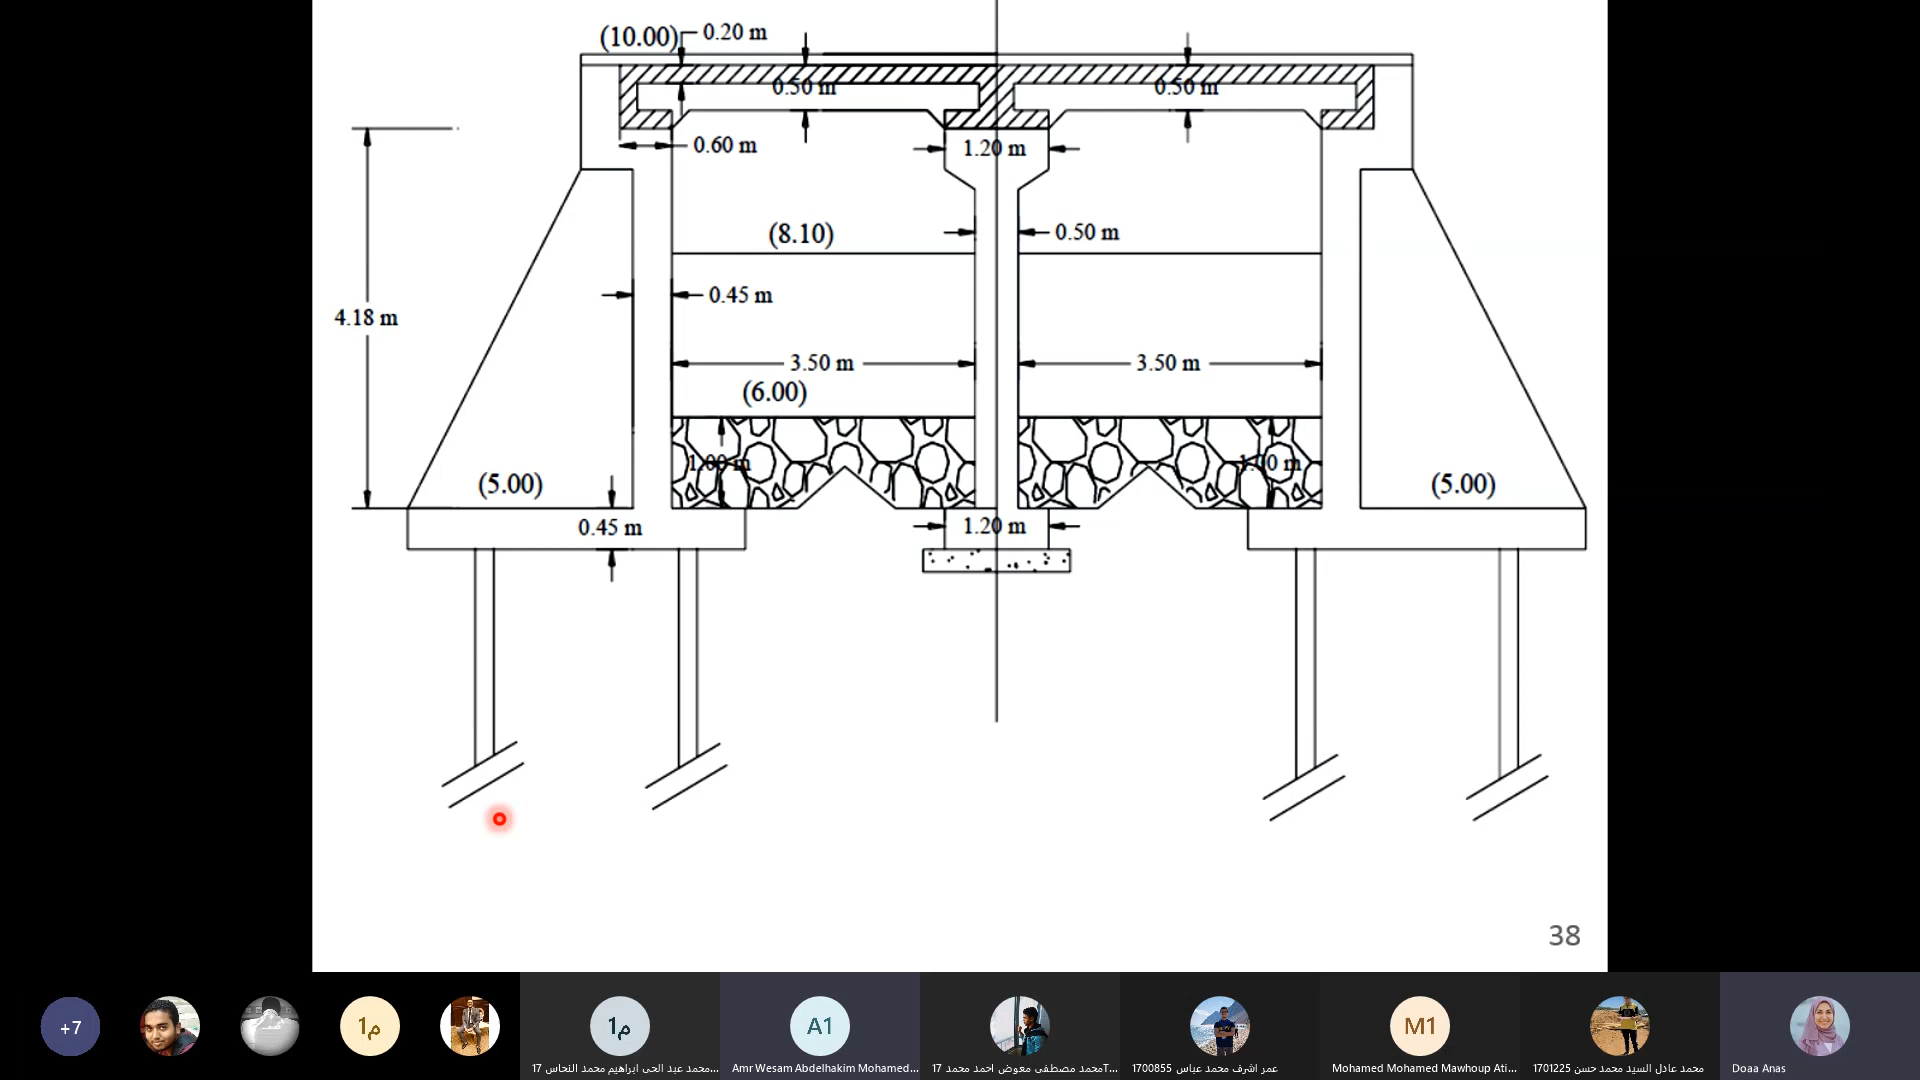 (10.00)
0.20 m
0.50 m
0.50 m
0.60 m
1.20 m
(8.10)
0.50 m
0.45 m
4.18 m
3.50 m
3.50 m
(6.00)
1.00 m
1.00 m
(5.00)
(5.00)
0.45 m
1.20 m
38
+7
1م
1م
A1
M1
محمد عبد الحى ابراهيم محمد النحاس 17...
Amr Wesam Abdelhakim Mohamed...
محمد مصطفى معوض احمد محمد 17T...
عمر اشرف محمد عباس 1700855
Mohamed Mohamed Mawhoup Ati...
محمد عادل السيد محمد حسن 1701225
Doaa Anas